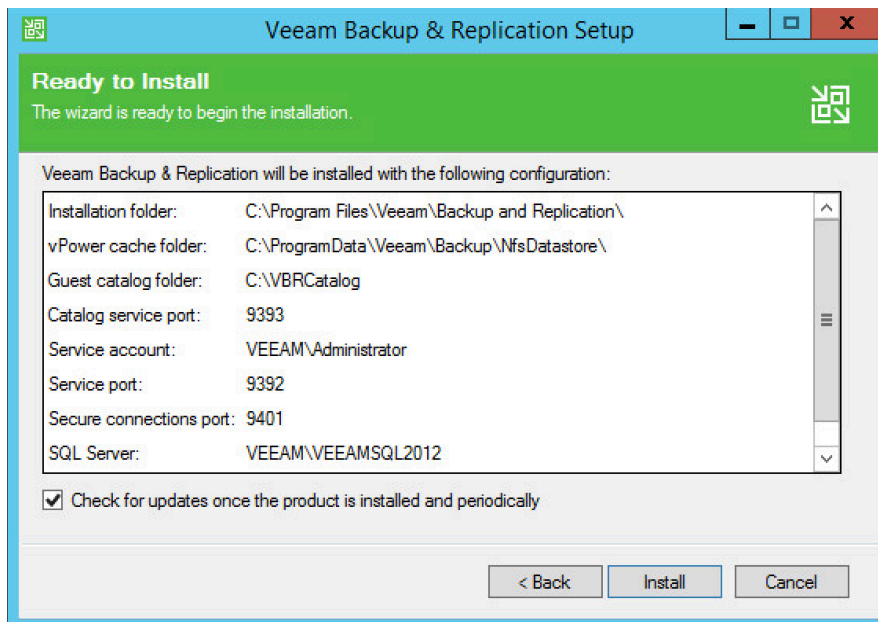 Veeam Backup & Replication Setup
Ready to Install
The wizard is ready to begin the installation.
Veeam Backup & Replication will be installed with the following configuration:
Installation folder: C:\Program Files\Veeam\Backup and Replication\
vPower cache folder: C:\ProgramData\Veeam\Backup\NfsDatastore\
Guest catalog folder: C:\VBRCatalog
Catalog service port: 9393
Service account: VEEAM\Administrator
Service port: 9392
Secure connections port: 9401
SQL Server: VEEAM\VEEAMSQL2012
Check for updates once the product is installed and periodically
< Back Install Cancel